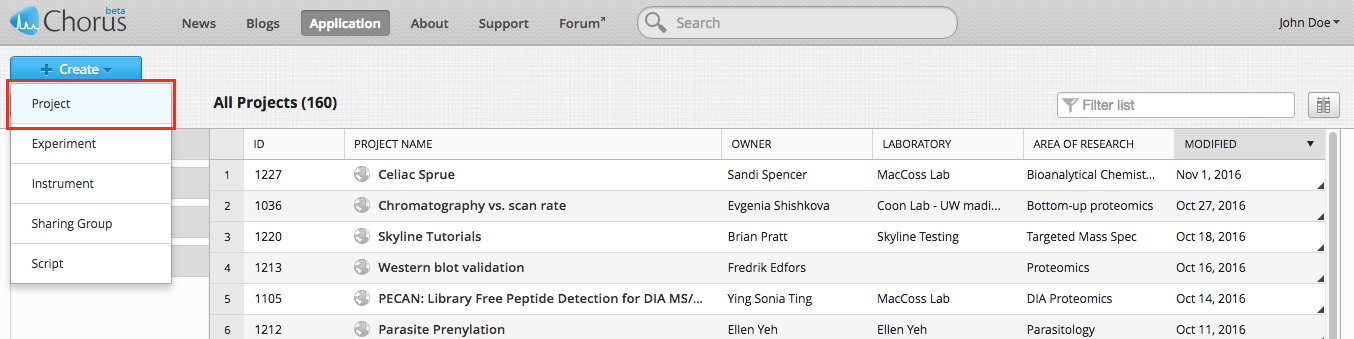 beta
Chorus News Blogs Application About Support Forum↗ Search John Doe
+ Create
Project All Projects (160) Filter list
Experiment ID PROJECT NAME OWNER LABORATORY AREA OF RESEARCH MODIFIED
1 1227 Celiac Sprue Sandi Spencer MacCoss Lab Bioanalytical Chemist... Nov 1, 2016
Instrument
2 1036 Chromatography vs. scan rate Evgenia Shishkova Coon Lab - UW madi... Bottom-up proteomics Oct 27, 2016
Sharing Group
3 1220 Skyline Tutorials Brian Pratt Skyline Testing Targeted Mass Spec Oct 18, 2016
Script
4 1213 Western blot validation Fredrik Edfors Proteomics Oct 16, 2016
5 1105 PECAN: Library Free Peptide Detection for DIA MS/... Ying Sonia Ting MacCoss Lab DIA Proteomics Oct 14, 2016
6 1212 Parasite Prenylation Ellen Yeh Ellen Yeh Parasitology Oct 11, 2016